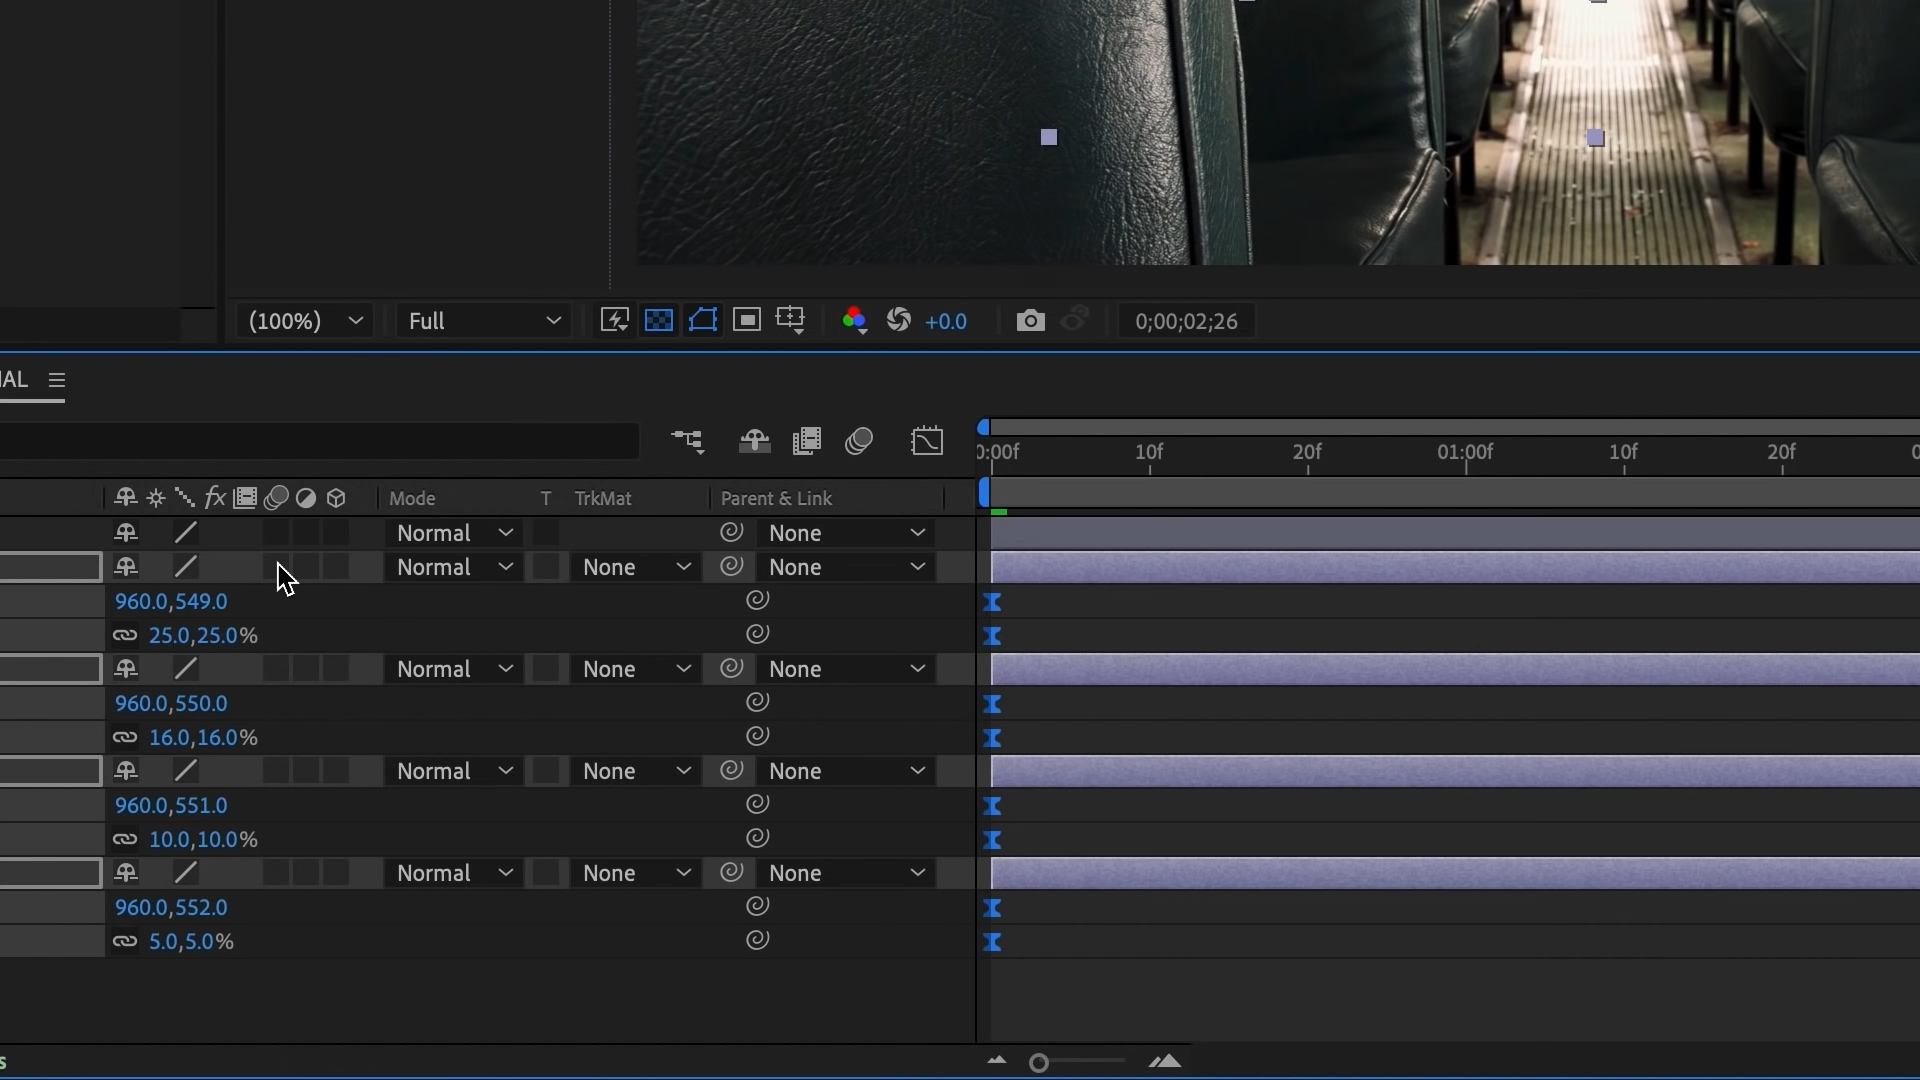 (100%) Full +0.0 0;00;02;26
IAL
0:00f 10f 20f 01:00f 10f 20f 0
fx Mode T TrkMat Parent & Link
Normal None
Normal None None
960.0,549.0
25.0,25.0%
Normal None None
960.0,550.0
16.0,16.0%
Normal None None
960.0,551.0
10.0,10.0%
Normal None None
960.0,552.0
5.0,5.0%
s